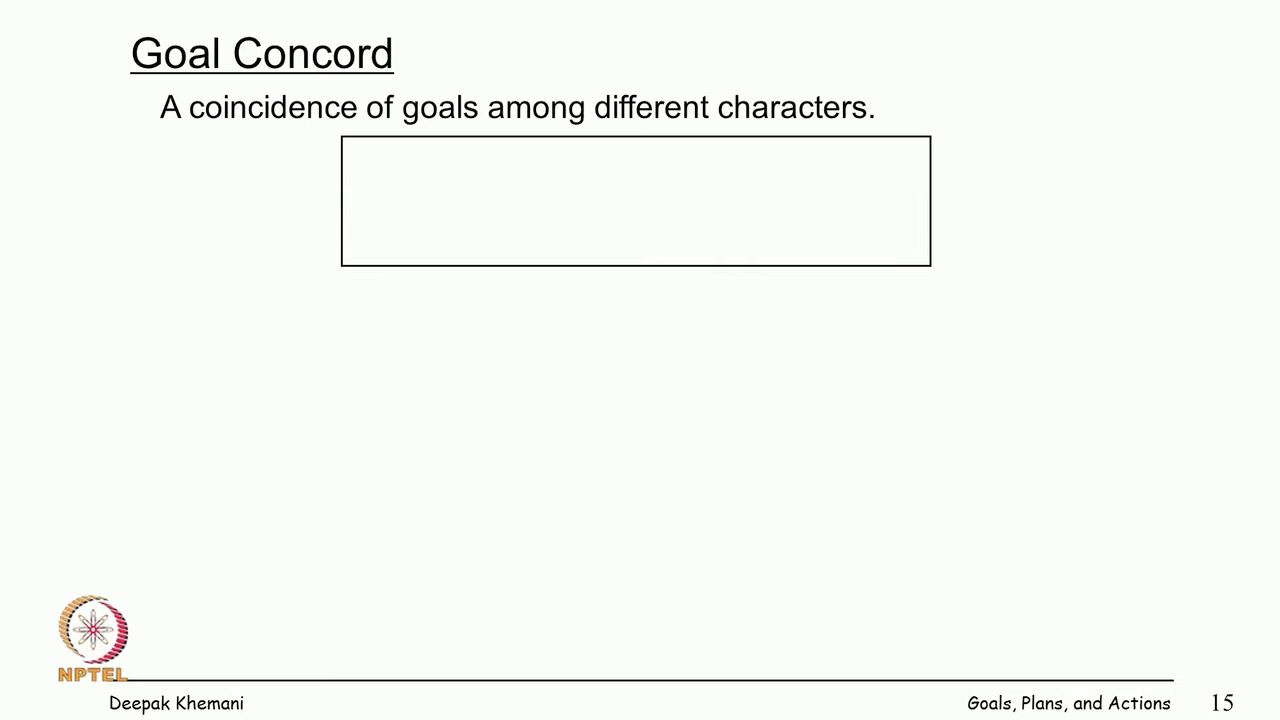 Goal Concord
A coincidence of goals among different characters.
NPTEL
Deepak Khemani
Goals, Plans, and Actions
15